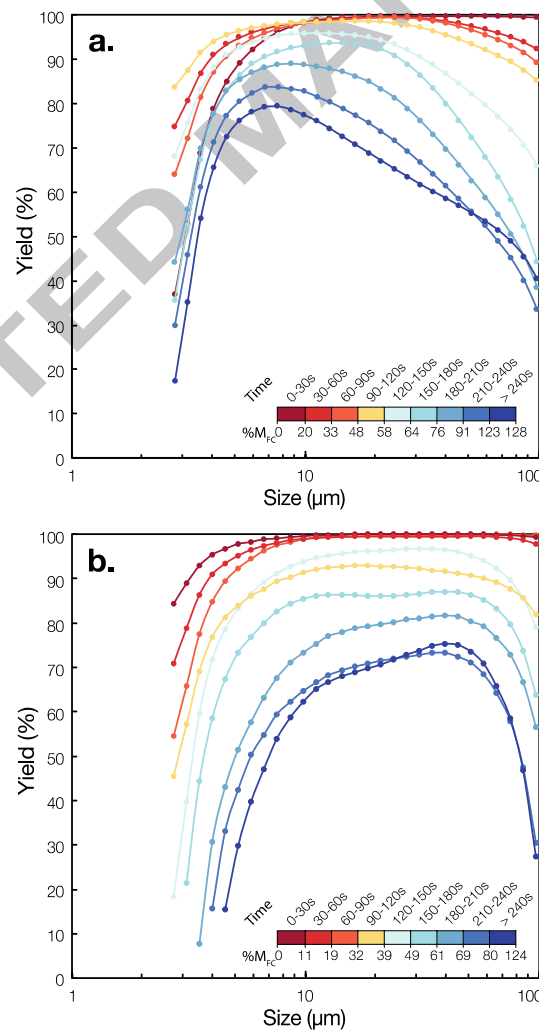 a.
TED MA
Yield (%)
100
90
80
70
60
50
40
30
20
10
0
Time
0-30s
30-60s
60-90s
90-120s
120-150s
150-180s
180-210s
210-240s
> 240s
%MFC 0 20 33 48 58 64 76 91 123 128
1 10 100
Size (µm)
b.
Yield (%)
100
90
80
70
60
50
40
30
20
10
0
Time
0-30s
30-60s
60-90s
90-120s
120-150s
150-180s
180-210s
210-240s
> 240s
%MFC 0 11 19 32 39 49 61 69 80 124
1 10 100
Size (µm)